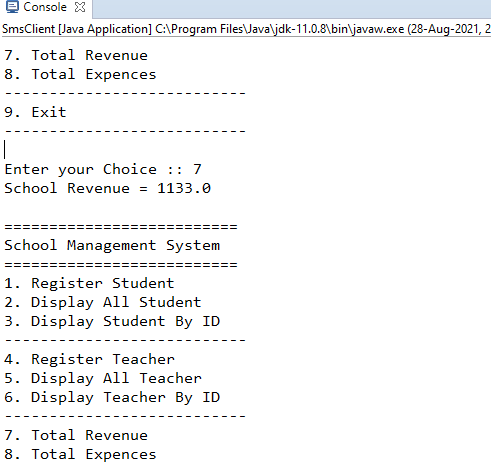 Console
SmsClient [Java Application] C:\Program Files\Java\jdk-11.0.8\bin\javaw.exe (28-Aug-2021, 2
7. Total Revenue
8. Total Expences
---------------------------
9. Exit
---------------------------
Enter your Choice :: 7
School Revenue = 1133.0
==========================
School Management System
==========================
1. Register Student
2. Display All Student
3. Display Student By ID
---------------------------
4. Register Teacher
5. Display All Teacher
6. Display Teacher By ID
---------------------------
7. Total Revenue
8. Total Expences